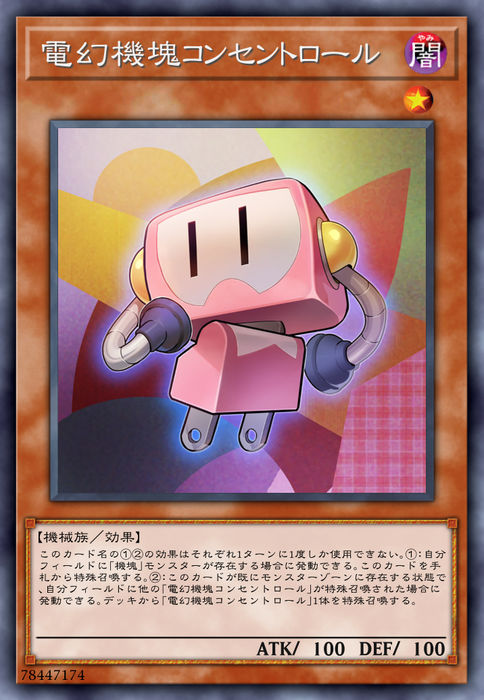 電幻機塊コンセントロール
やみ
闇
【機械族／効果】
このカード名の①②の効果はそれぞれ1ターンに1度しか使用できない。①：自分
フィールドに「機塊」モンスターが存在する場合に発動できる。このカードを手
札から特殊召喚する。②：このカードが既にモンスターゾーンに存在する状態で
、自分フィールドに他の「電幻機塊コンセントロール」が特殊召喚された場合に
発動できる。デッキから「電幻機塊コンセントロール」1体を特殊召喚する。
ATK/ 100 DEF/ 100
78447174